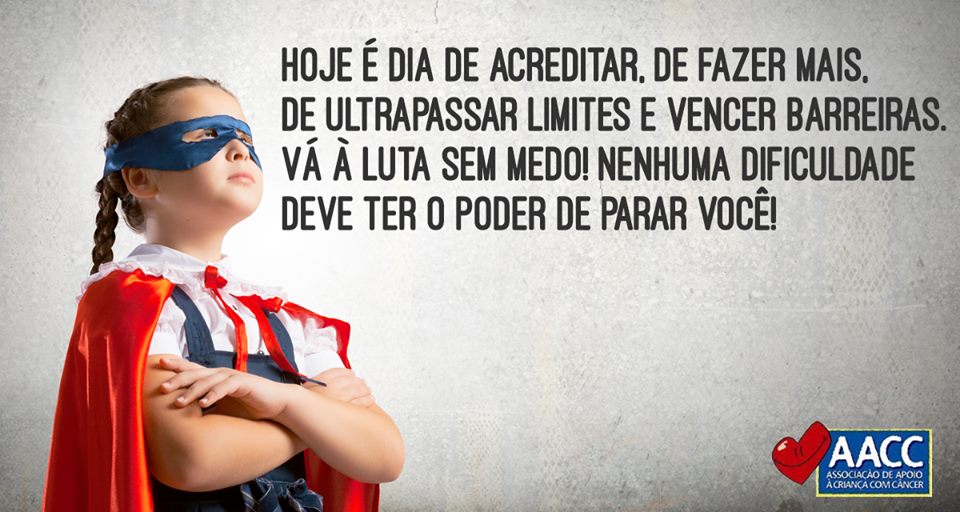 HOJE É DIA DE ACREDITAR, DE FAZER MAIS,
DE ULTRAPASSAR LIMITES E VENCER BARREIRAS.
VÁ À LUTA SEM MEDO! NENHUMA DIFICULDADE
DEVE TER O PODER DE PARAR VOCÊ!
AACC
ASSOCIAÇÃO DE APOIO
À CRIANÇA COM CÂNCER